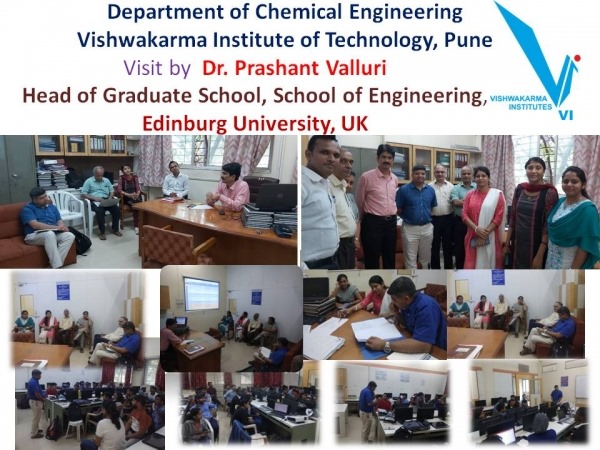 Department of Chemical Engineering
Vishwakarma Institute of Technology, Pune
Visit by Dr. Prashant Valluri
Head of Graduate School, School of Engineering,
Edinburg University, UK
VISHWAKARMA
INSTITUTES
VI